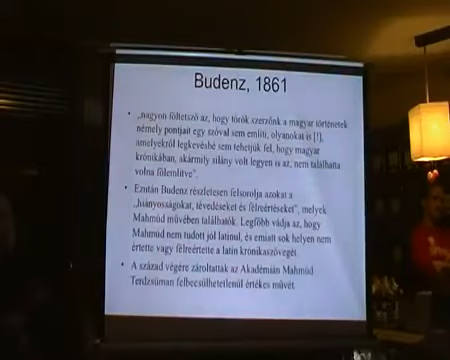 Budenz, 1861
• „nagyon föltetsző az, hogy török szerzőnk a magyar történetek
némely pontjait egy szóval sem említi, olyanokat is [!],
amelyekről legkevésbé sem tehetjük fel, hogy magyar
krónikában, akármily silány volt legyen is az, nem találhatta
volna fölemlítve”.
• Ezután Budenz részletesen felsorolja azokat a
„hiányosságokat, tévedéseket és félreértéseket”, melyek
Mahmúd művében találhatók. Legfőbb vádja az, hogy
Mahmúd nem tudott jól latinul, és emiatt sok helyen nem
értette vagy félreértette a latin krónikaszöveget.
• A század végére zároltattak az Akadémián Mahmúd
Terdzsüman felbecsülhetetlenül értékes művét.